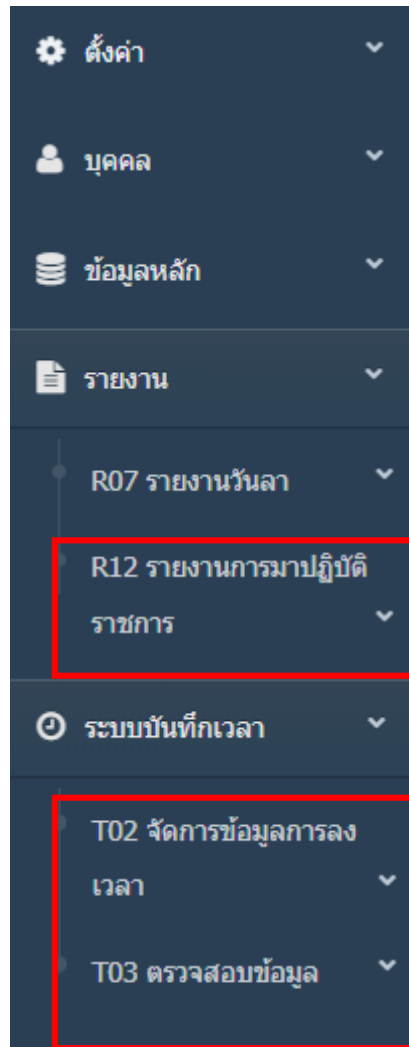 ตั้งค่า
บุคคล
ข้อมูลหลัก
รายงาน
R07 รายงานวันลา
R12 รายงานการมาปฏิบัติ
ราชการ
ระบบบันทึกเวลา
T02 จัดการข้อมูลการลง
เวลา
T03 ตรวจสอบข้อมูล